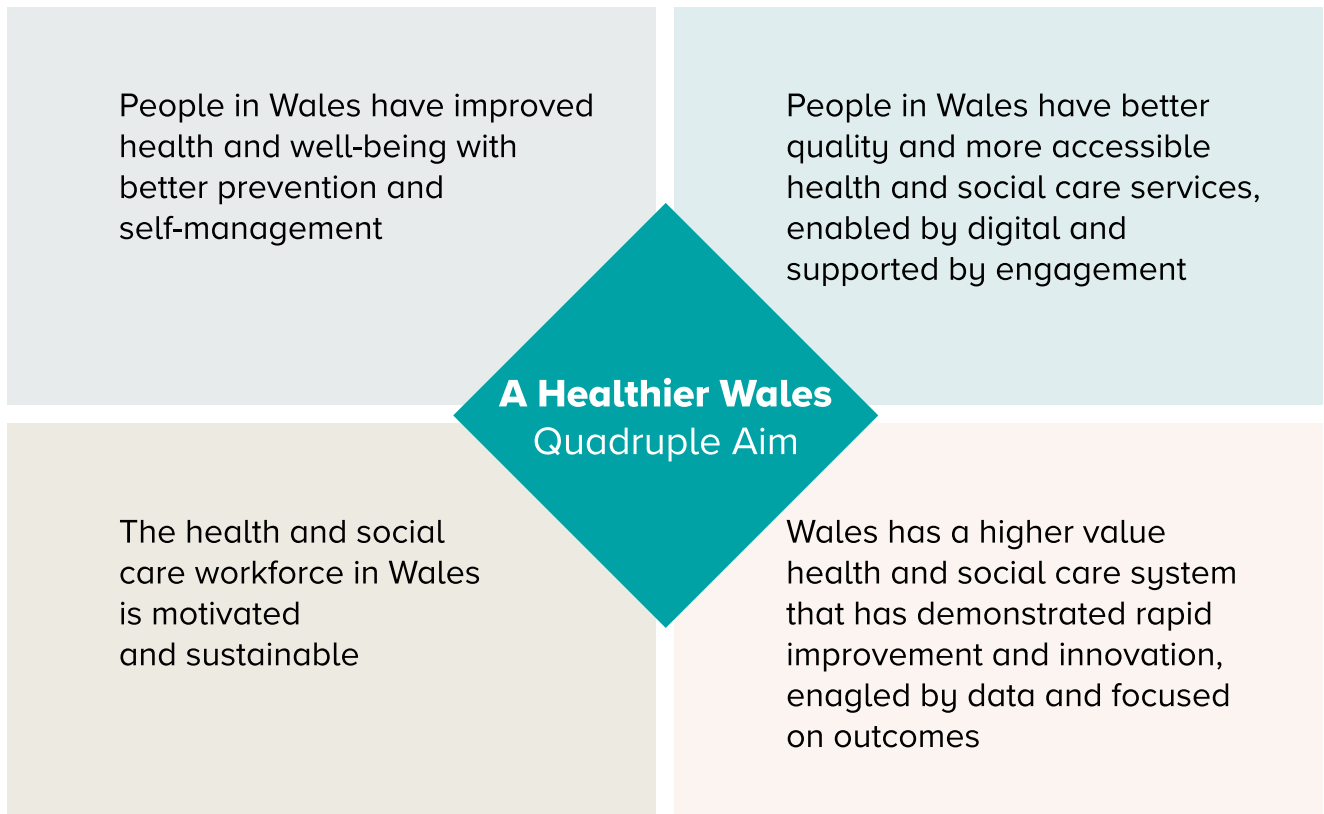 People in Wales have improved
health and well-being with
better prevention and
self-management
People in Wales have better
quality and more accessible
health and social care services,
enabled by digital and
supported by engagement
A Healthier Wales
Quadruple Aim
The health and social
care workforce in Wales
is motivated
and sustainable
Wales has a higher value
health and social care system
that has demonstrated rapid
improvement and innovation,
enagled by data and focused
on outcomes